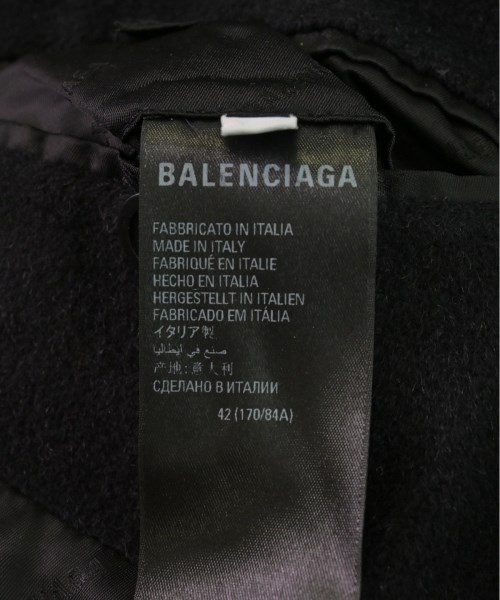 BALENCIAGA
FABBRICATO IN ITALIA
MADE IN ITALY
FABRIQUÉ EN ITALIE
HECHO EN ITALIA
HERGESTELLT IN ITALIEN
FABRICADO EM ITÁLIA
イタリア製
صنع في ايطاليا
产地:意大利
СДЕЛАНО В ИТАЛИИ
42 (170/84A)